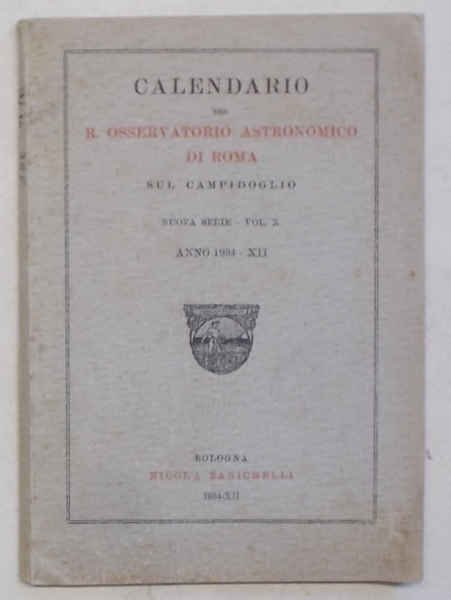 CALENDARIO
DEL
R. OSSERVATORIO ASTRONOMICO
DI ROMA
SUL CAMPIDOGLIO
NUOVA SERIE - VOL. X
ANNO 1934 - XII
BOLOGNA
NICOLA ZANICHELLI
1934-XII